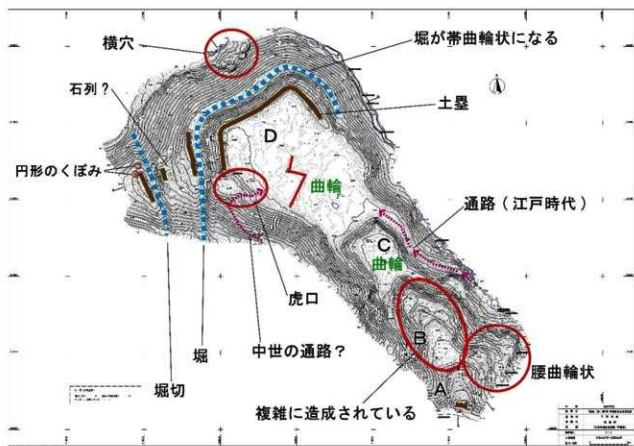 横穴
堀が帯曲輪状になる
石列?
土塁
D
円形のくぼみ
曲輪
通路(江戸時代)
C
曲輪
虎口
B
堀
中世の通路?
A
腰曲輪状
堀切
複雑に造成されている